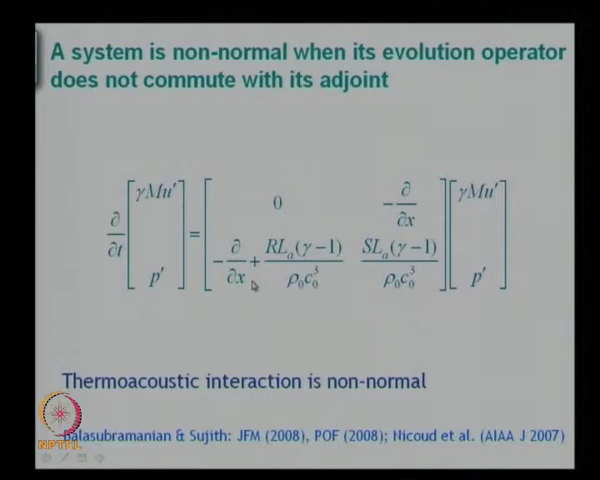 A system is non-normal when its evolution operator
does not commute with its adjoint
∂/∂t [γMu′ ; p′] = [0, -∂/∂x ; -∂/∂x + RLₐ(γ-1)/ρ₀c₀³, SLₐ(γ-1)/ρ₀c₀³] [γMu′ ; p′]
Thermoacoustic interaction is non-normal
Balasubramanian & Sujith: JFM (2008), POF (2008); Nicoud et al. (AIAA J 2007)
NPTEL